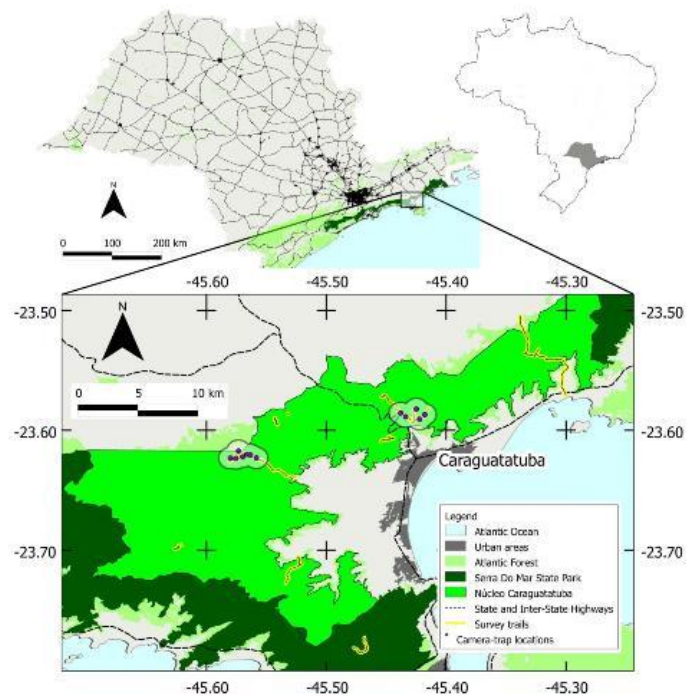 N
0 100 200 km
-45.60 -45.50 -45.40 -45.30
-23.50 -23.50
N
0 5 10 km
-23.60 -23.60
Caraguatatuba
-23.70 -23.70
Legend
Atlantic Ocean
Urban areas
Atlantic Forest
Serra Do Mar State Park
Núcleo Caraguatatuba
State and Inter-State Highways
Survey trails
Camera-trap locations
-45.60 -45.50 -45.40 -45.30